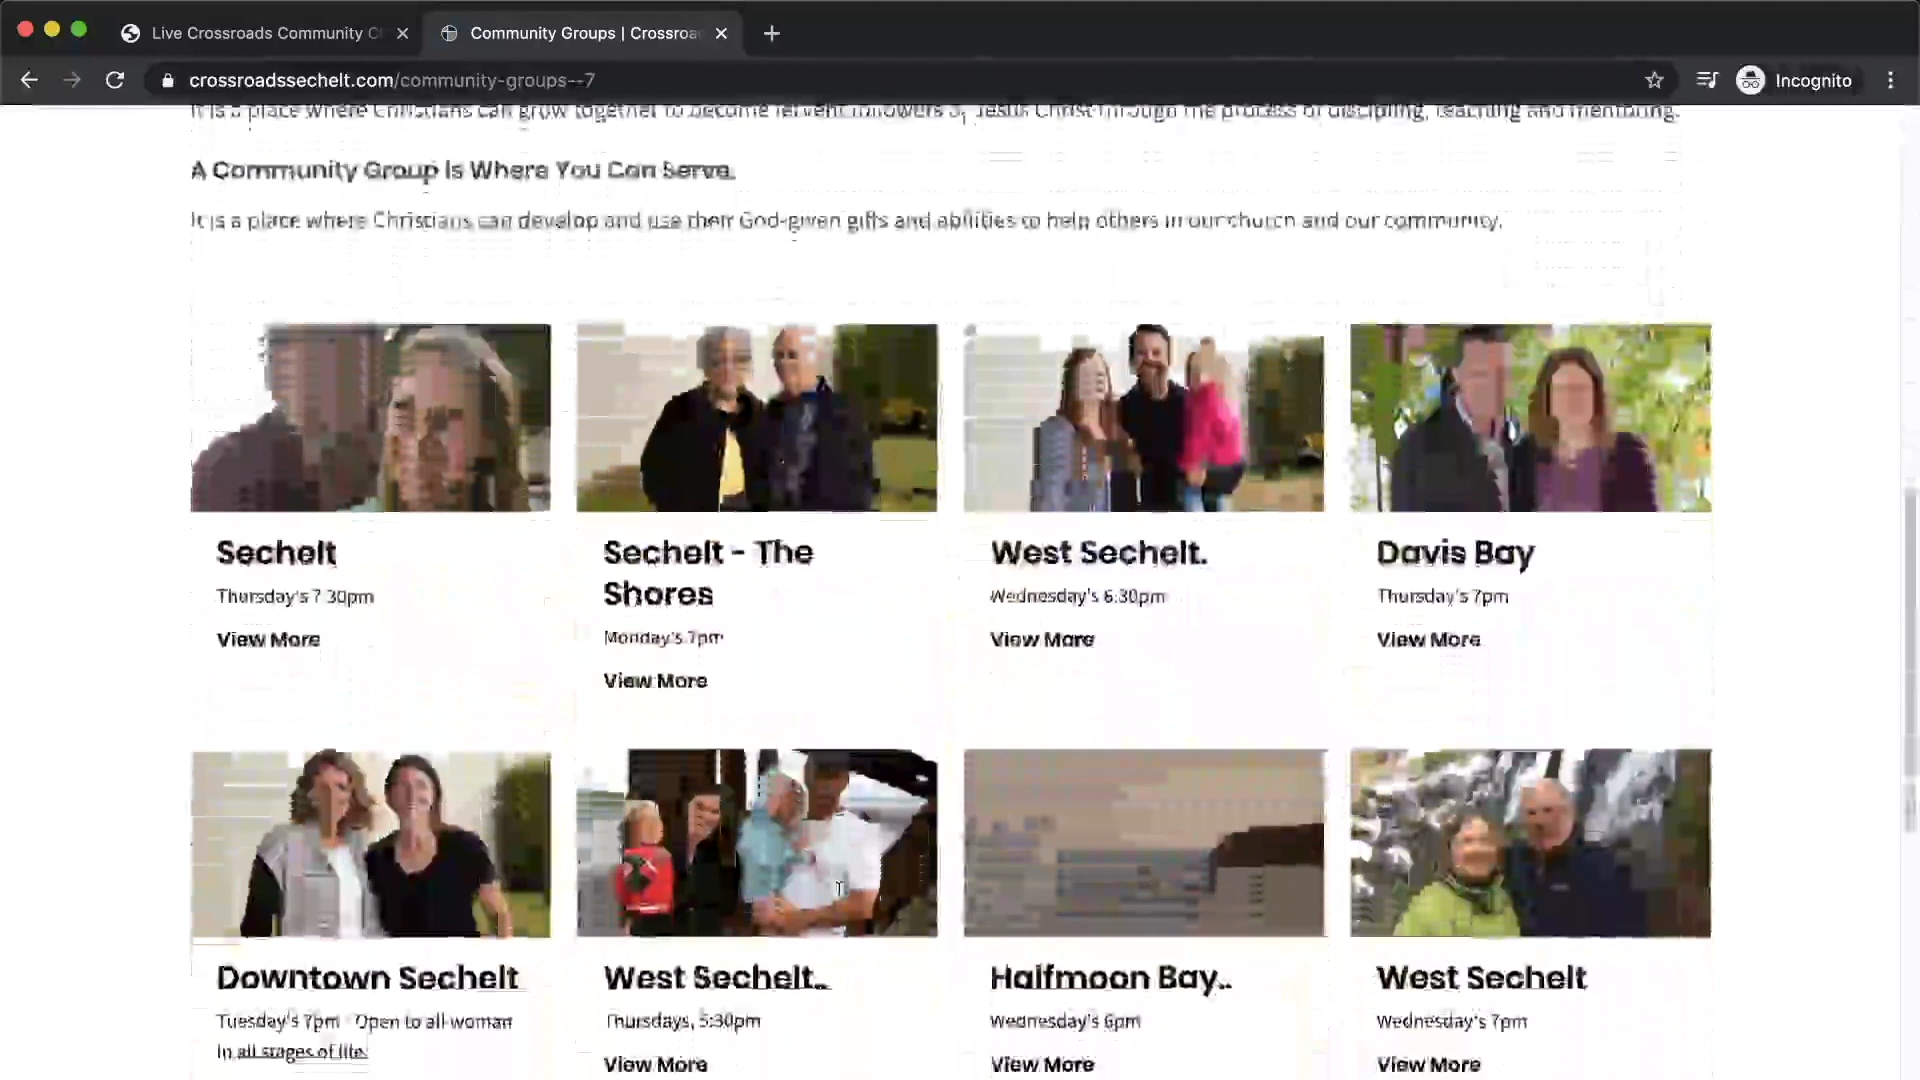 Live Crossroads Community C
Community Groups | Crossroa
crossroadssechelt.com/community-groups--7
Incognito
It is a place where Christians can grow together to become fervent followers of Jesus Christ through the process of discipling, teaching and mentoring.
A Community Group Is Where You Can Serve.
It is a place where Christians can develop and use their God-given gifts and abilities to help others in our church and our community.
Sechelt
Thursday's 7:30pm
View More
Sechelt - The
Shores
Monday's 7pm
View More
West Sechelt.
Wednesday's 6:30pm
View More
Davis Bay
Thursday's 7pm
View More
Downtown Sechelt
Tuesday's 7pm Open to all woman
in all stages of life.
West Sechelt..
Thursdays, 5:30pm
View More
Halfmoon Bay..
Wednesday's 6pm
View More
West Sechelt
Wednesday's 7pm
View More